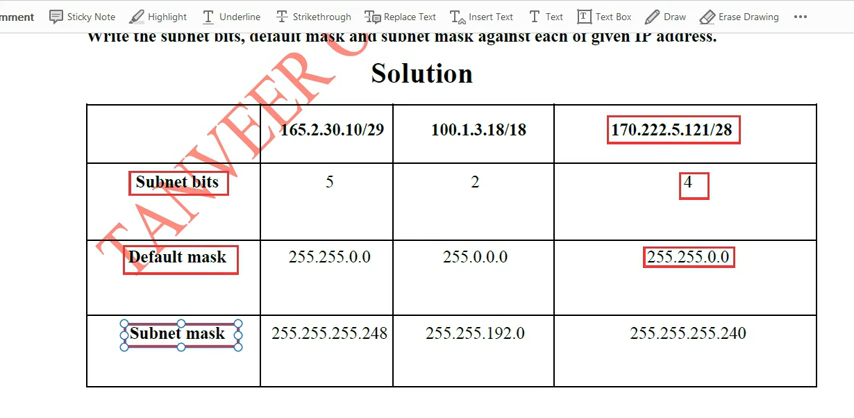 mment Sticky Note Highlight Underline Strikethrough Replace Text Insert Text Text Text Box Draw Erase Drawing
Write the subnet bits, default mask and subnet mask against each of given IP address.
Solution
165.2.30.10/29 100.1.3.18/18 170.222.5.121/28
Subnet bits 5 2 4
Default mask 255.255.0.0 255.0.0.0 255.255.0.0
Subnet mask 255.255.255.248 255.255.192.0 255.255.255.240
TANVEER